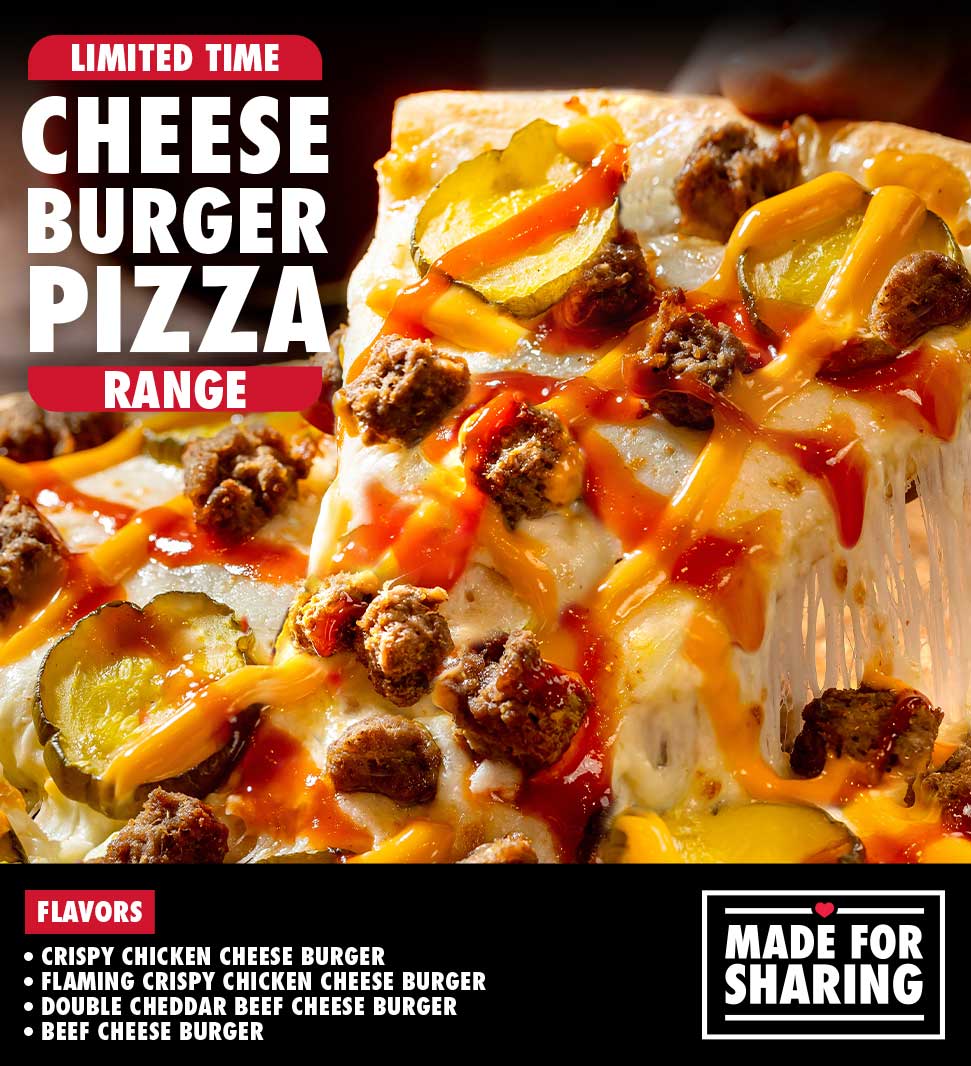 LIMITED TIME
CHEESE
BURGER
PIZZA
RANGE
FLAVORS
• CRISPY CHICKEN CHEESE BURGER
• FLAMING CRISPY CHICKEN CHEESE BURGER
• DOUBLE CHEDDAR BEEF CHEESE BURGER
• BEEF CHEESE BURGER
MADE FOR
SHARING